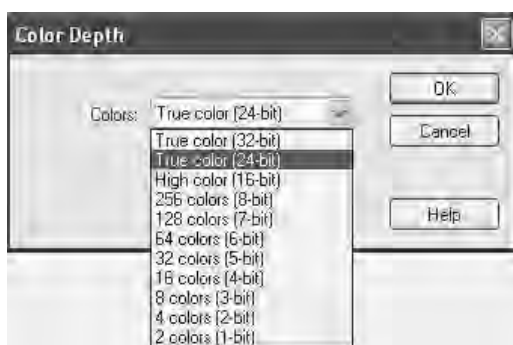 Color Depth
Colors: True color (24-bit)
OK
Cancel
Help
True color (32-bit)
True color (24-bit)
High color (16-bit)
256 colors (8-bit)
128 colors (7-bit)
64 colors (6-bit)
32 colors (5-bit)
16 colors (4-bit)
8 colors (3-bit)
4 colors (2-bit)
2 colors (1-bit)